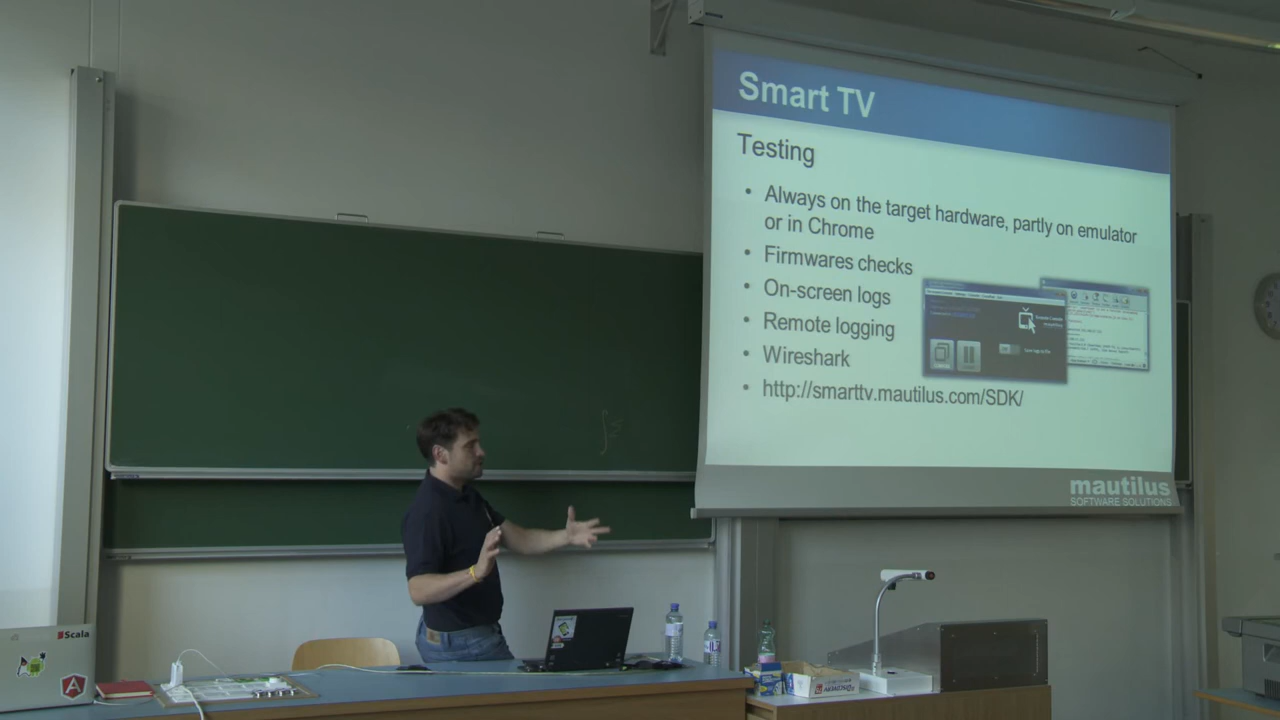 Smart TV
Testing
• Always on the target hardware, partly on emulator
or in Chrome
• Firmwares checks
• On-screen logs
• Remote logging
• Wireshark
• http://smarttv.mautilus.com/SDK/
mautilus
SOFTWARE SOLUTIONS
Scala